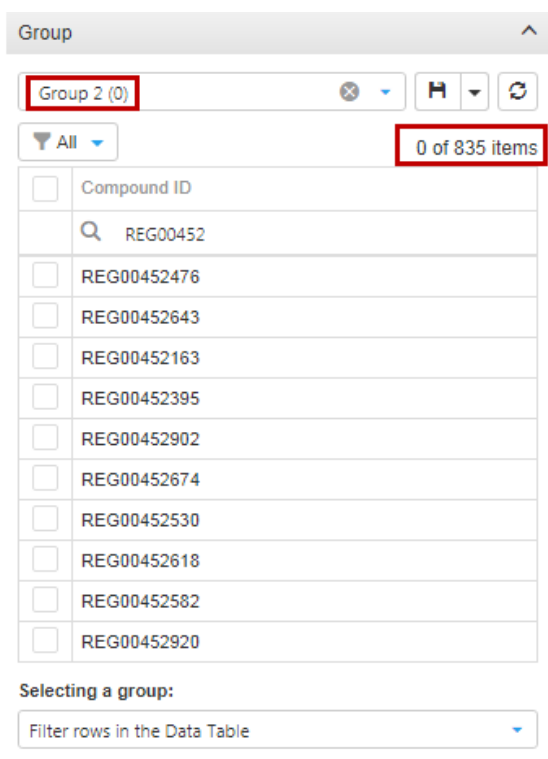 Group
Group 2 (0)
All
0 of 835 items
Compound ID
REG00452
REG00452476
REG00452643
REG00452163
REG00452395
REG00452902
REG00452674
REG00452530
REG00452618
REG00452582
REG00452920
Selecting a group:
Filter rows in the Data Table